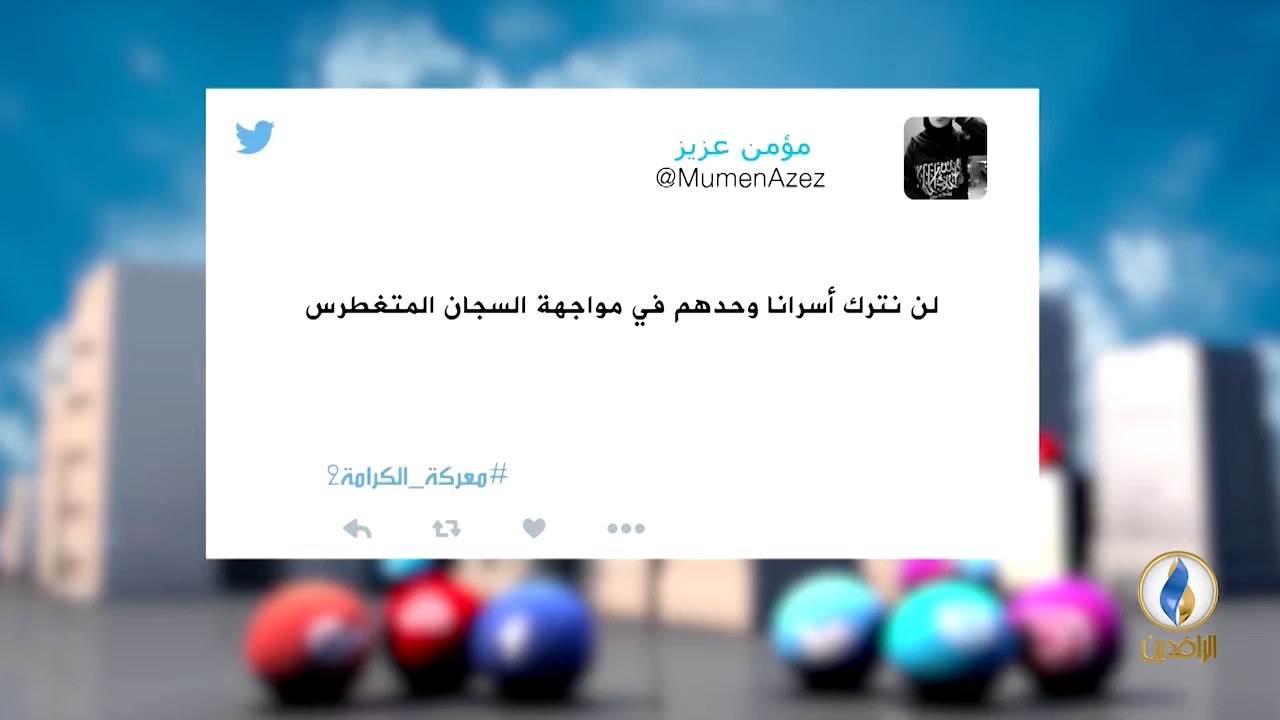 مؤمن عزيز
@MumenAzez
لن نترك أسرانا وحدهم في مواجهة السجان المتغطرس
#معركة_الكرامة2
الرافدين